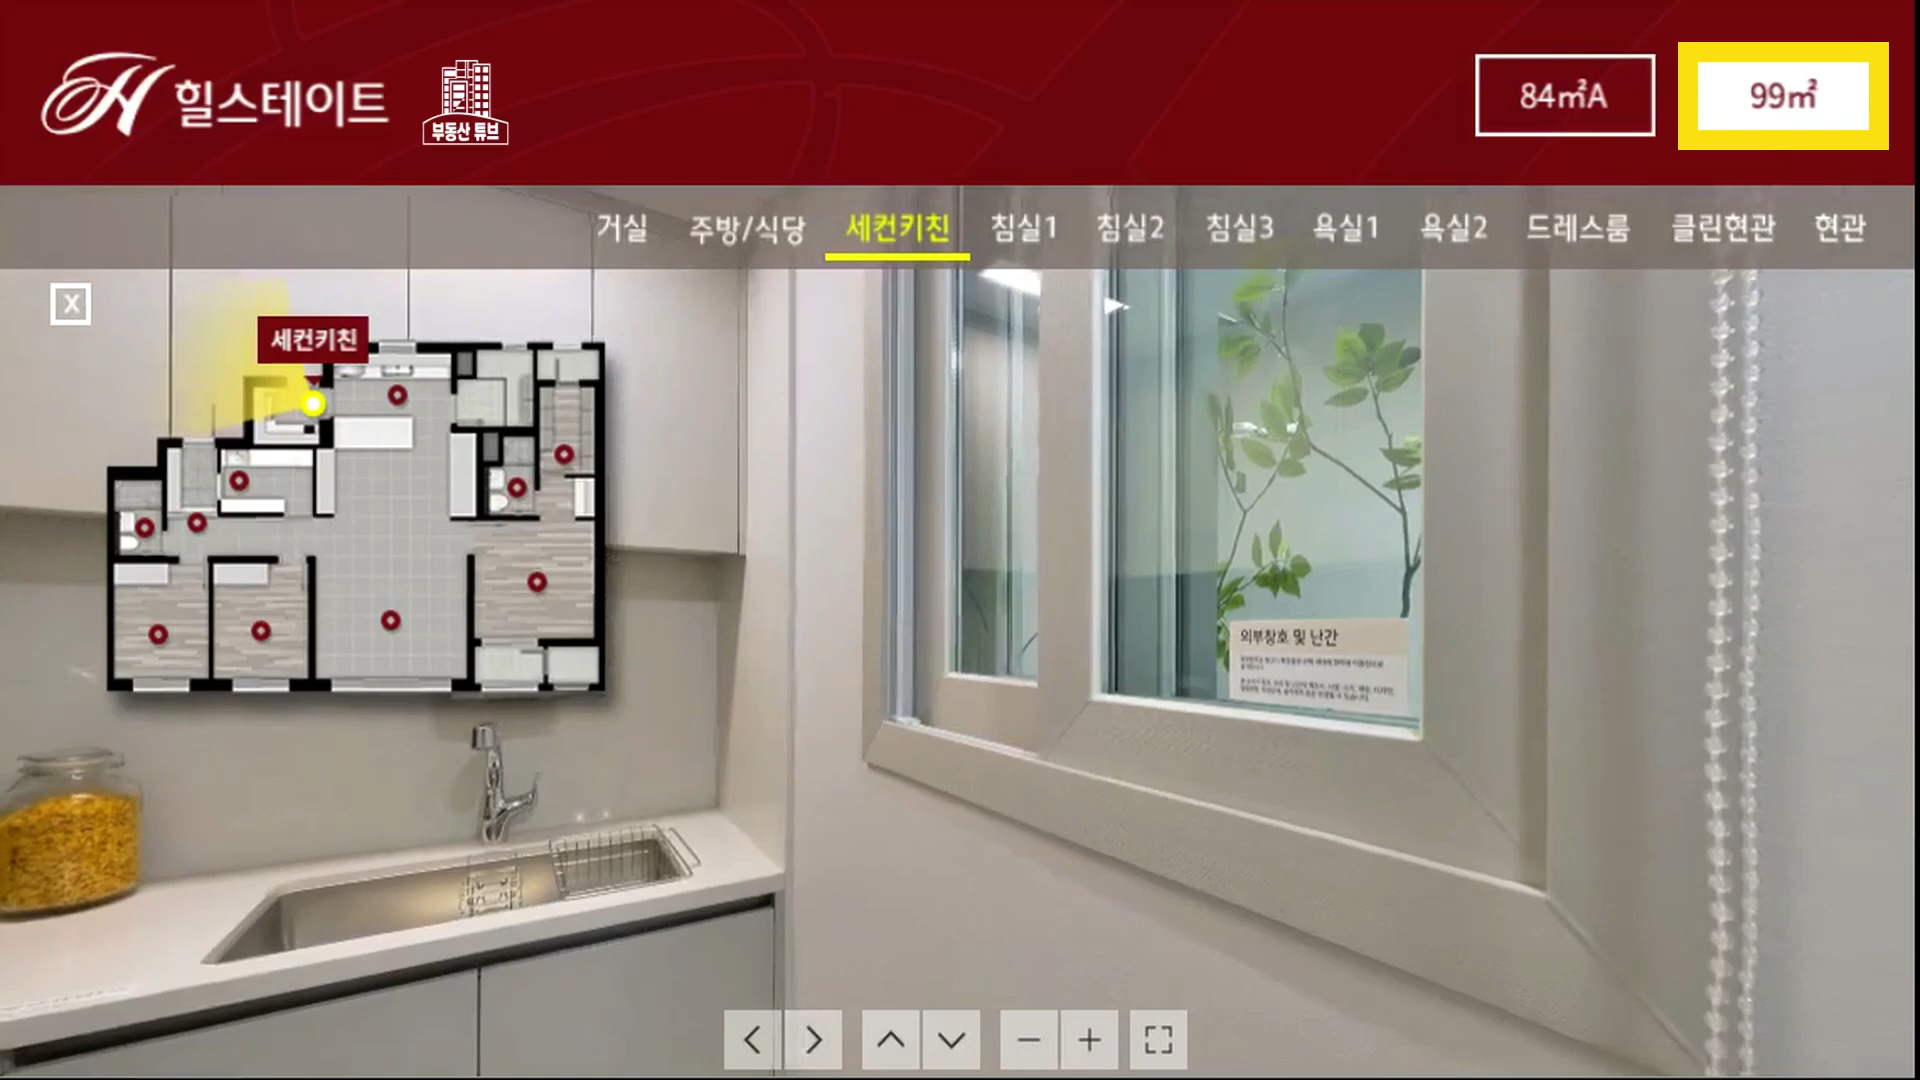 H 힐스테이트
부동산 튜브
84㎡A
99㎡
거실 주방/식당 세컨키친 침실1 침실2 침실3 욕실1 욕실2 드레스룸 클린현관 현관
X
세컨키친
외부창호 및 난간